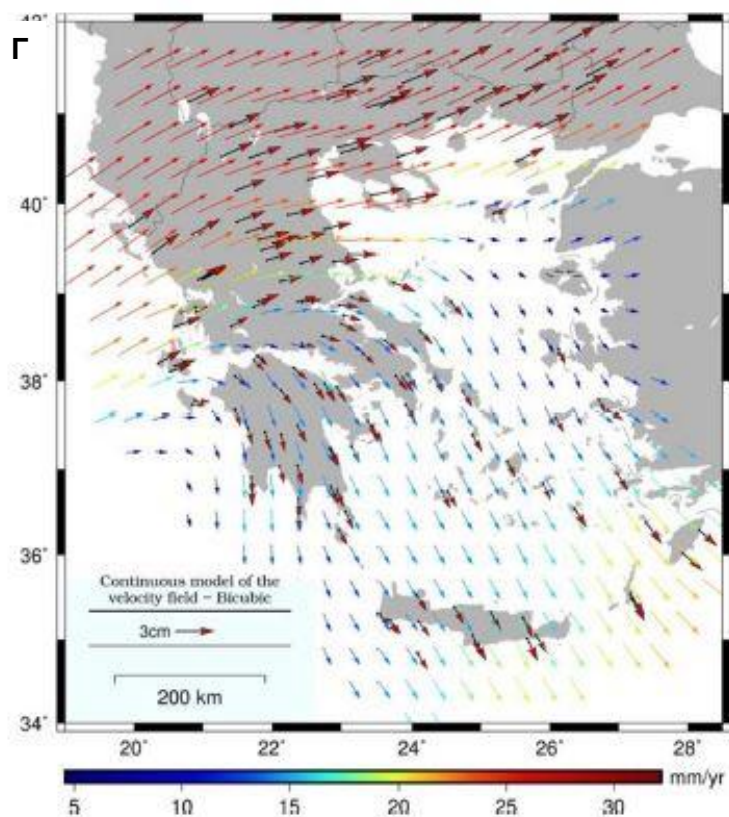 42˚
Γ
40˚
38˚
36˚
Continuous model of the
velocity field – Bicubic
3cm
200 km
34˚
20˚ 22˚ 24˚ 26˚ 28˚
mm/yr
5 10 15 20 25 30